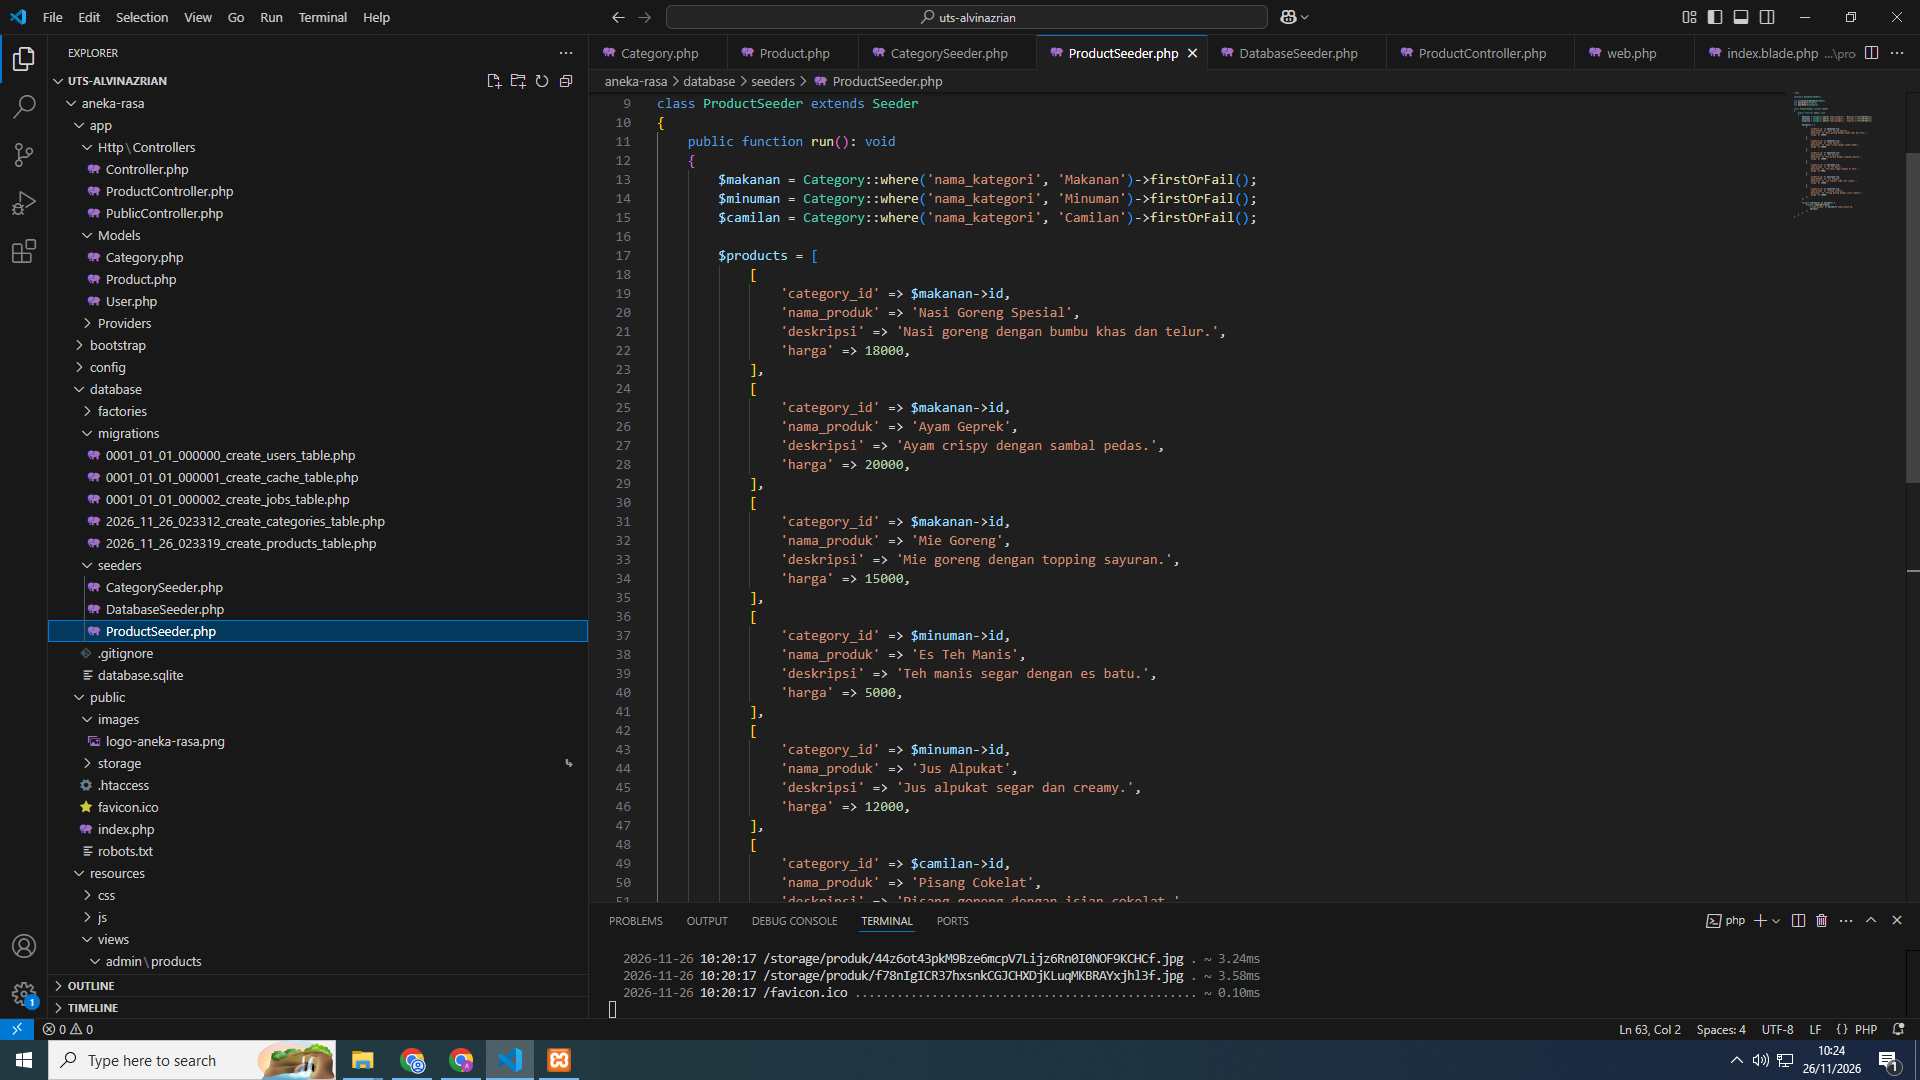 File Edit Selection View Go Run Terminal Help
uts-alvinazrian
EXPLORER
UTS-ALVINAZRIAN
aneka-rasa
app
Http\Controllers
Controller.php
ProductController.php
PublicController.php
Models
Category.php
Product.php
User.php
Providers
bootstrap
config
database
factories
migrations
0001_01_01_000000_create_users_table.php
0001_01_01_000001_create_cache_table.php
0001_01_01_000002_create_jobs_table.php
2026_11_26_023312_create_categories_table.php
2026_11_26_023319_create_products_table.php
seeders
CategorySeeder.php
DatabaseSeeder.php
ProductSeeder.php
.gitignore
database.sqlite
public
images
logo-aneka-rasa.png
storage
.htaccess
favicon.ico
index.php
robots.txt
resources
css
js
views
admin\products
OUTLINE
TIMELINE
Category.php Product.php CategorySeeder.php ProductSeeder.php DatabaseSeeder.php ProductController.php web.php index.blade.php ...\pro
aneka-rasa > database > seeders > ProductSeeder.php
9 class ProductSeeder extends Seeder
10 {
11 public function run(): void
12 {
13 $makanan = Category::where('nama_kategori', 'Makanan')->firstOrFail();
14 $minuman = Category::where('nama_kategori', 'Minuman')->firstOrFail();
15 $camilan = Category::where('nama_kategori', 'Camilan')->firstOrFail();
16
17 $products = [
18 [
19 'category_id' => $makanan->id,
20 'nama_produk' => 'Nasi Goreng Spesial',
21 'deskripsi' => 'Nasi goreng dengan bumbu khas dan telur.',
22 'harga' => 18000,
23 ],
24 [
25 'category_id' => $makanan->id,
26 'nama_produk' => 'Ayam Geprek',
27 'deskripsi' => 'Ayam crispy dengan sambal pedas.',
28 'harga' => 20000,
29 ],
30 [
31 'category_id' => $makanan->id,
32 'nama_produk' => 'Mie Goreng',
33 'deskripsi' => 'Mie goreng dengan topping sayuran.',
34 'harga' => 15000,
35 ],
36 [
37 'category_id' => $minuman->id,
38 'nama_produk' => 'Es Teh Manis',
39 'deskripsi' => 'Teh manis segar dengan es batu.',
40 'harga' => 5000,
41 ],
42 [
43 'category_id' => $minuman->id,
44 'nama_produk' => 'Jus Alpukat',
45 'deskripsi' => 'Jus alpukat segar dan creamy.',
46 'harga' => 12000,
47 ],
48 [
49 'category_id' => $camilan->id,
50 'nama_produk' => 'Pisang Cokelat',
51 'deskripsi' => 'Pisang goreng dengan isian cokelat.'
PROBLEMS OUTPUT DEBUG CONSOLE TERMINAL PORTS
php
2026-11-26 10:20:17 /storage/produk/44z6ot43pkM9Bze6mcpV7Lijz6Rn0I0NOF9KCHCf.jpg . ~ 3.24ms
2026-11-26 10:20:17 /storage/produk/f78nIgICR37hxsnkCGJCHXDjKLuqMKBRAYxjhl3f.jpg . ~ 3.58ms
2026-11-26 10:20:17 /favicon.ico ............................................ ~ 0.10ms
0 0
Ln 63, Col 2 Spaces: 4 UTF-8 LF {} PHP
1
Type here to search
10:24
26/11/2026
1